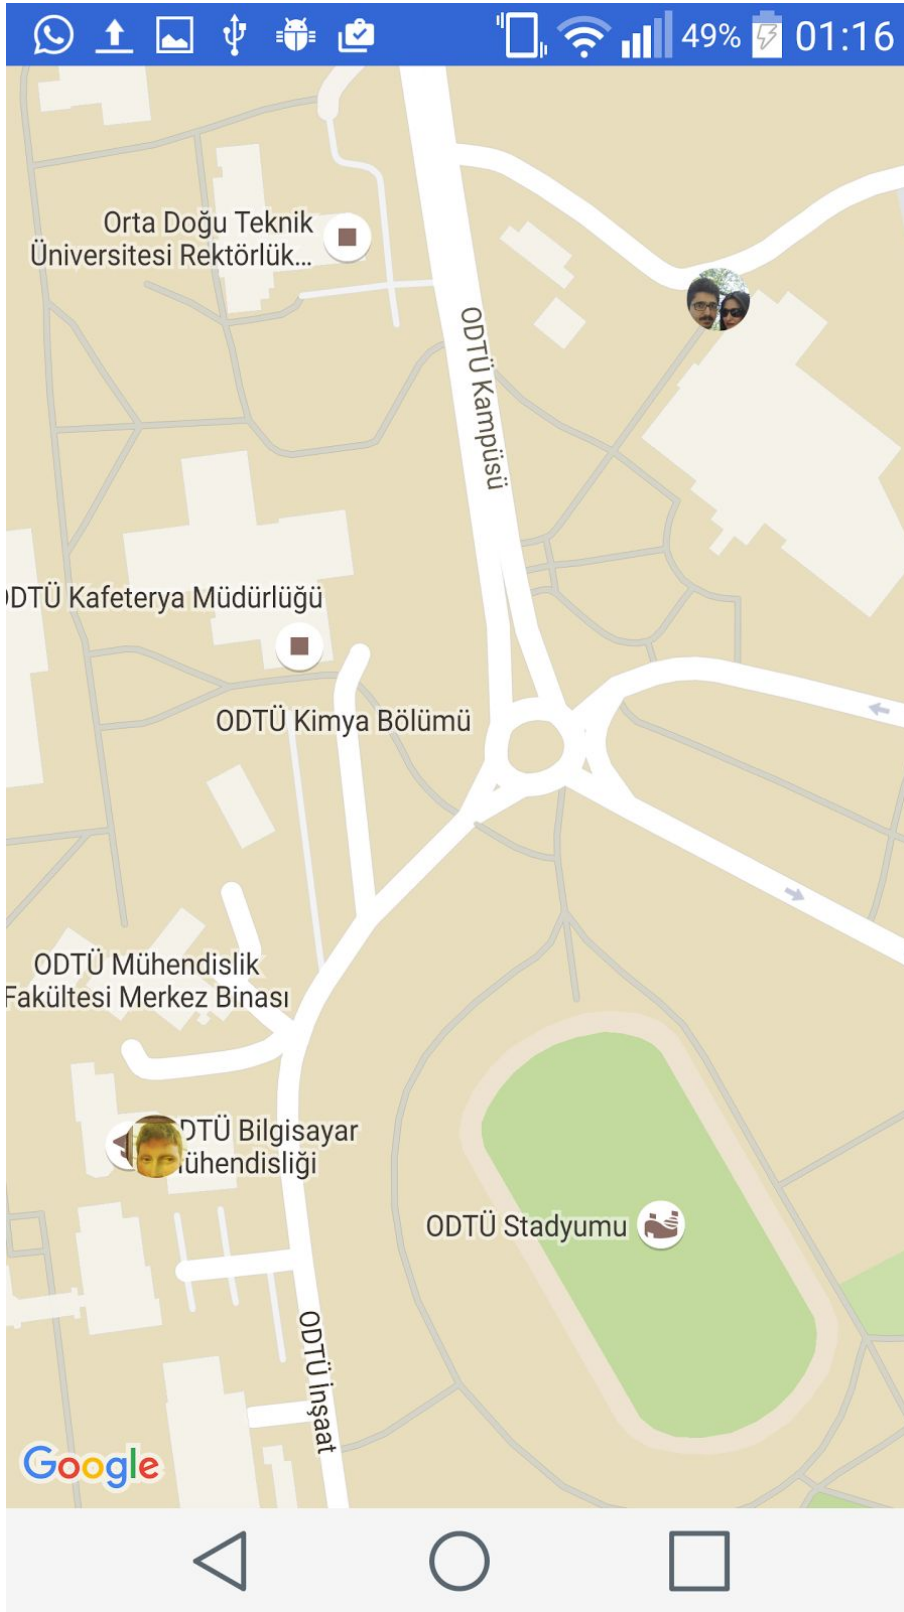 49% 01:16
Orta Doğu Teknik
Üniversitesi Rektörlük...
ODTÜ Kampüsü
DTÜ Kafeterya Müdürlüğü
ODTÜ Kimya Bölümü
ODTÜ Mühendislik
Fakültesi Merkez Binası
DTÜ Bilgisayar
ühendisliği
ODTÜ Stadyumu
ODTÜ İnşaat
Google